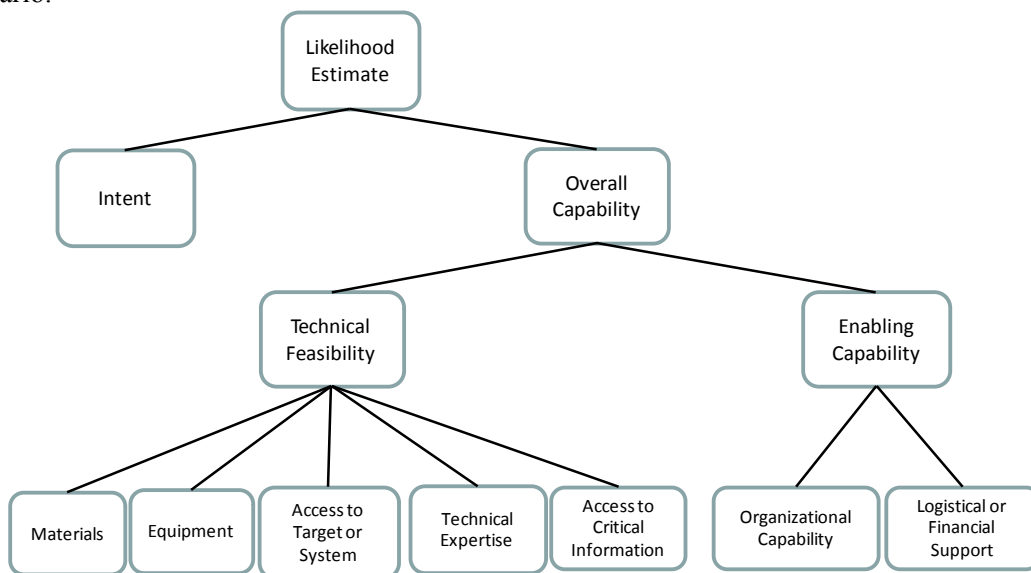 Likelihood
Estimate
Intent
Overall
Capability
Technical
Feasibility
Enabling
Capability
Materials
Equipment
Access to
Target or
System
Technical
Expertise
Access to
Critical
Information
Organizational
Capability
Logistical or
Financial
Support